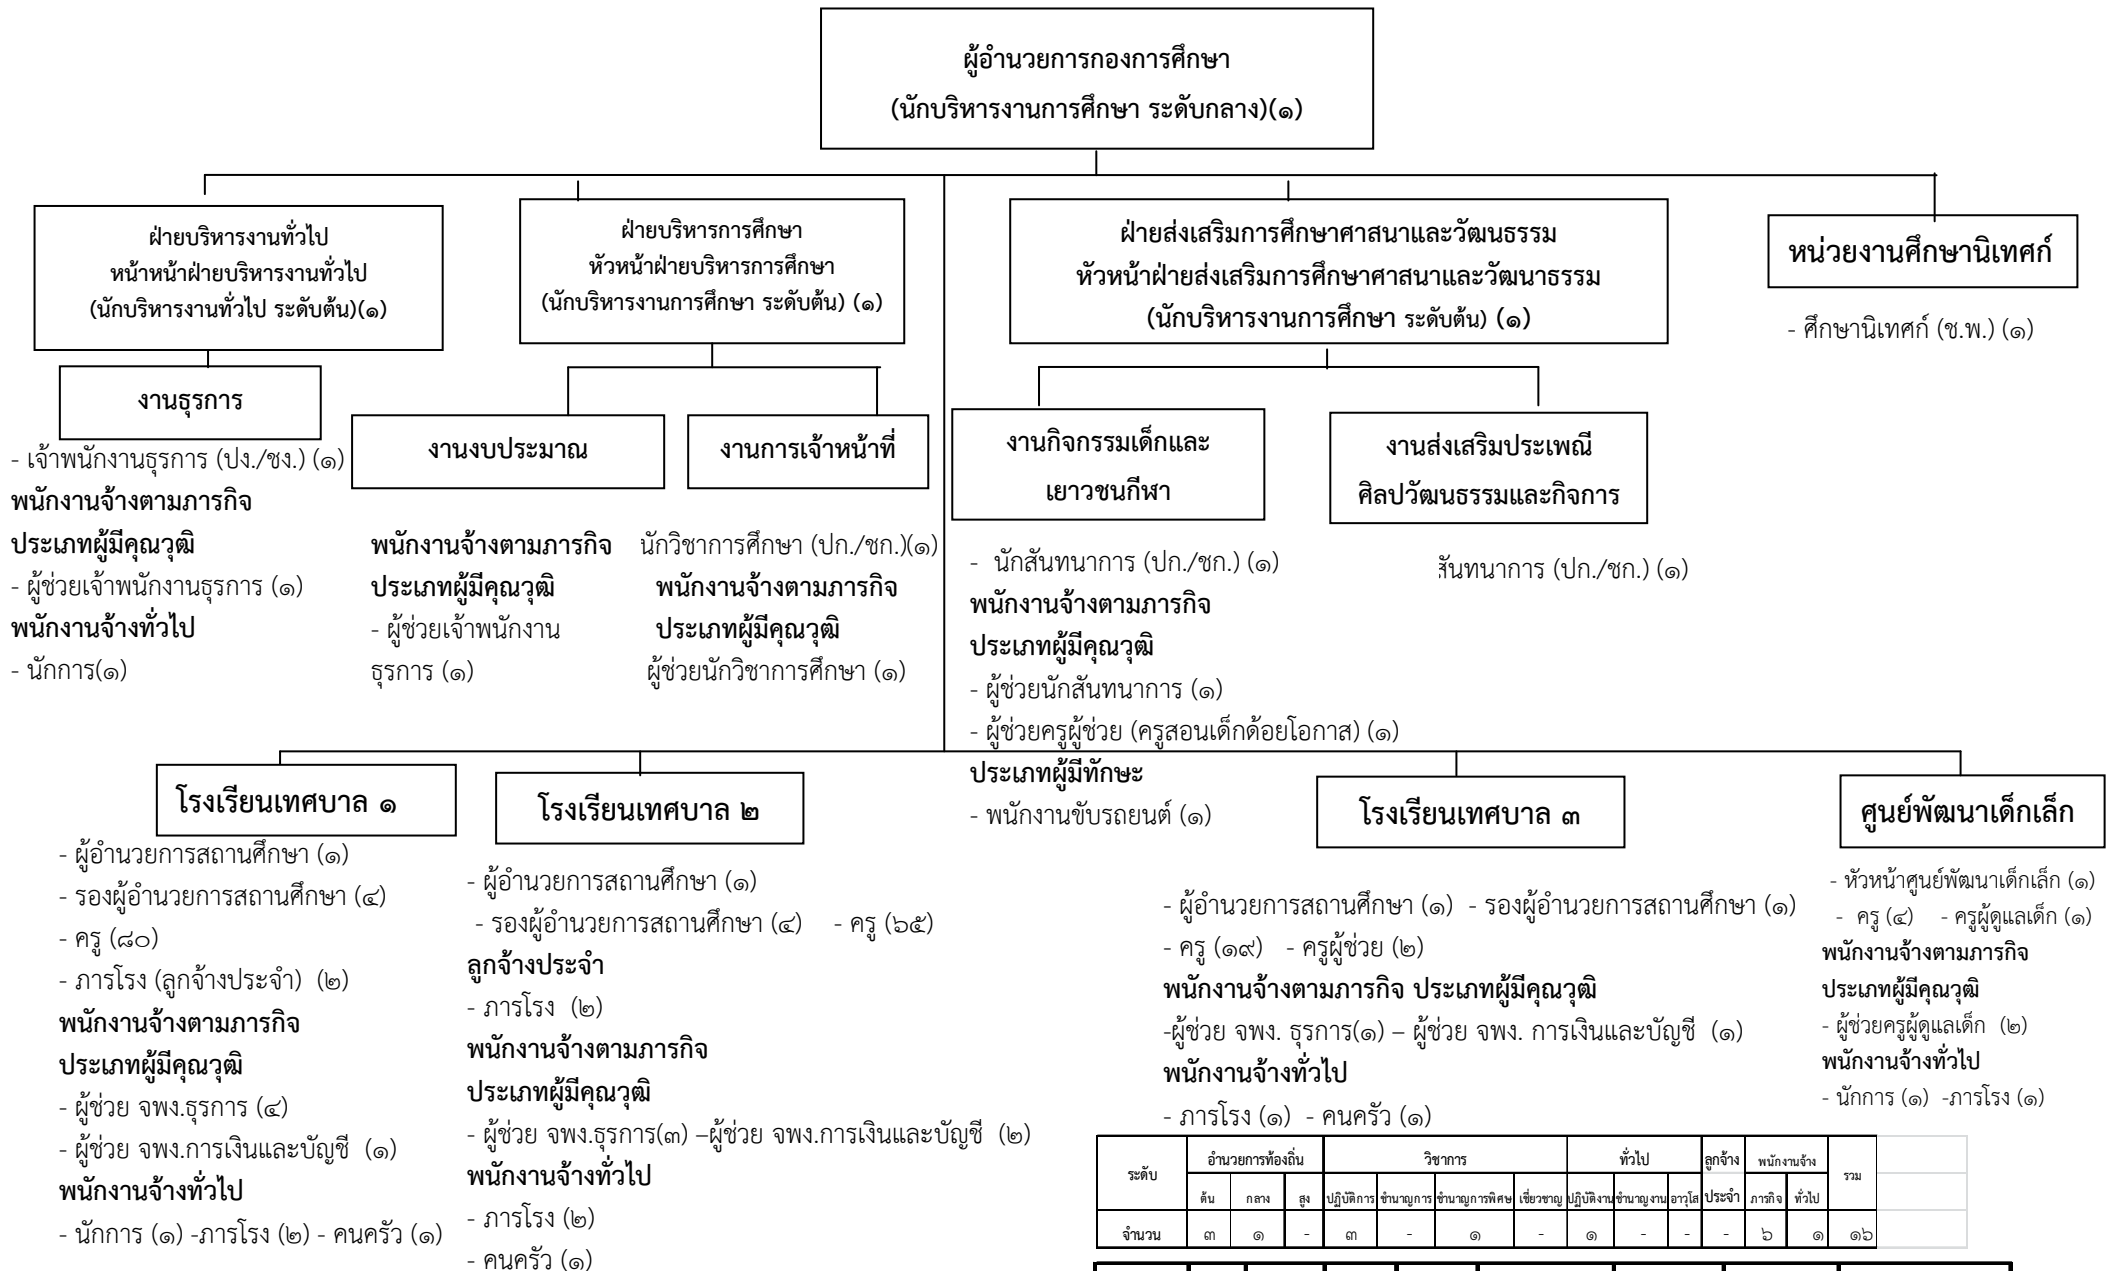 ผู้อำนวยการกองการศึกษา
(นักบริหารงานการศึกษา ระดับกลาง)(๑)
ฝ่ายบริหารงานทั่วไป
หน้าหน้าฝ่ายบริหารงานทั่วไป
(นักบริหารงานทั่วไป ระดับต้น)(๑)
ฝ่ายบริหารการศึกษา
หัวหน้าฝ่ายบริหารการศึกษา
(นักบริหารงานการศึกษา ระดับต้น) (๑)
ฝ่ายส่งเสริมการศึกษาศาสนาและวัฒนธรรม
หัวหน้าฝ่ายส่งเสริมการศึกษาศาสนาและวัฒนาธรรม
(นักบริหารงานการศึกษา ระดับต้น) (๑)
หน่วยงานศึกษานิเทศก์
- ศึกษานิเทศก์ (ช.พ.) (๑)
งานธุรการ
- เจ้าพนักงานธุรการ (ปง./ชง.) (๑)
พนักงานจ้างตามภารกิจ
ประเภทผู้มีคุณวุฒิ
- ผู้ช่วยเจ้าพนักงานธุรการ (๑)
พนักงานจ้างทั่วไป
- นักการ(๑)
งานงบประมาณ
พนักงานจ้างตามภารกิจ
ประเภทผู้มีคุณวุฒิ
- ผู้ช่วยเจ้าพนักงาน
ธุรการ (๑)
งานการเจ้าหน้าที่
นักวิชาการศึกษา (ปก./ชก.)(๑)
พนักงานจ้างตามภารกิจ
ประเภทผู้มีคุณวุฒิ
ผู้ช่วยนักวิชาการศึกษา (๑)
งานกิจกรรมเด็กและ
เยาวชนกีฬา
- นักสันทนาการ (ปก./ชก.) (๑)
พนักงานจ้างตามภารกิจ
ประเภทผู้มีคุณวุฒิ
- ผู้ช่วยนักสันทนาการ (๑)
- ผู้ช่วยครูผู้ช่วย (ครูสอนเด็กด้อยโอกาส) (๑)
ประเภทผู้มีทักษะ
- พนักงานขับรถยนต์ (๑)
งานส่งเสริมประเพณี
ศิลปวัฒนธรรมและกิจการ
สันทนาการ (ปก./ชก.) (๑)
โรงเรียนเทศบาล ๑
- ผู้อำนวยการสถานศึกษา (๑)
- รองผู้อำนวยการสถานศึกษา (๔)
- ครู (๘๐)
- ภารโรง (ลูกจ้างประจำ) (๒)
พนักงานจ้างตามภารกิจ
ประเภทผู้มีคุณวุฒิ
- ผู้ช่วย จพง.ธุรการ (๔)
- ผู้ช่วย จพง.การเงินและบัญชี (๑)
พนักงานจ้างทั่วไป
- นักการ (๑) -ภารโรง (๒) - คนครัว (๑)
โรงเรียนเทศบาล ๒
- ผู้อำนวยการสถานศึกษา (๑)
- รองผู้อำนวยการสถานศึกษา (๔) - ครู (๖๕)
ลูกจ้างประจำ
- ภารโรง (๒)
พนักงานจ้างตามภารกิจ
ประเภทผู้มีคุณวุฒิ
- ผู้ช่วย จพง.ธุรการ(๓) –ผู้ช่วย จพง.การเงินและบัญชี (๒)
พนักงานจ้างทั่วไป
- ภารโรง (๒)
- คนครัว (๑)
โรงเรียนเทศบาล ๓
- ผู้อำนวยการสถานศึกษา (๑) - รองผู้อำนวยการสถานศึกษา (๑)
- ครู (๑๙) - ครูผู้ช่วย (๒)
พนักงานจ้างตามภารกิจ ประเภทผู้มีคุณวุฒิ
-ผู้ช่วย จพง. ธุรการ(๑) – ผู้ช่วย จพง. การเงินและบัญชี (๑)
พนักงานจ้างทั่วไป
- ภารโรง (๑) - คนครัว (๑)
ศูนย์พัฒนาเด็กเล็ก
- หัวหน้าศูนย์พัฒนาเด็กเล็ก (๑)
- ครู (๔) - ครูผู้ดูแลเด็ก (๑)
พนักงานจ้างตามภารกิจ
ประเภทผู้มีคุณวุฒิ
- ผู้ช่วยครูผู้ดูแลเด็ก (๒)
พนักงานจ้างทั่วไป
- นักการ (๑) -ภารโรง (๑)
ระดับ อำนวยการท้องถิ่น วิชาการ ทั่วไป ลูกจ้างประจำ พนักงานจ้าง รวม
ต้น กลาง สูง ปฏิบัติการ ชำนาญการ ชำนาญการพิเศษ เชี่ยวชาญ ปฏิบัติงาน ชำนาญงาน อาวุโส ภารกิจ ทั่วไป
จำนวน ๓ ๑ - ๓ - ๑ - ๑ - - - ๖ ๑ ๑๖